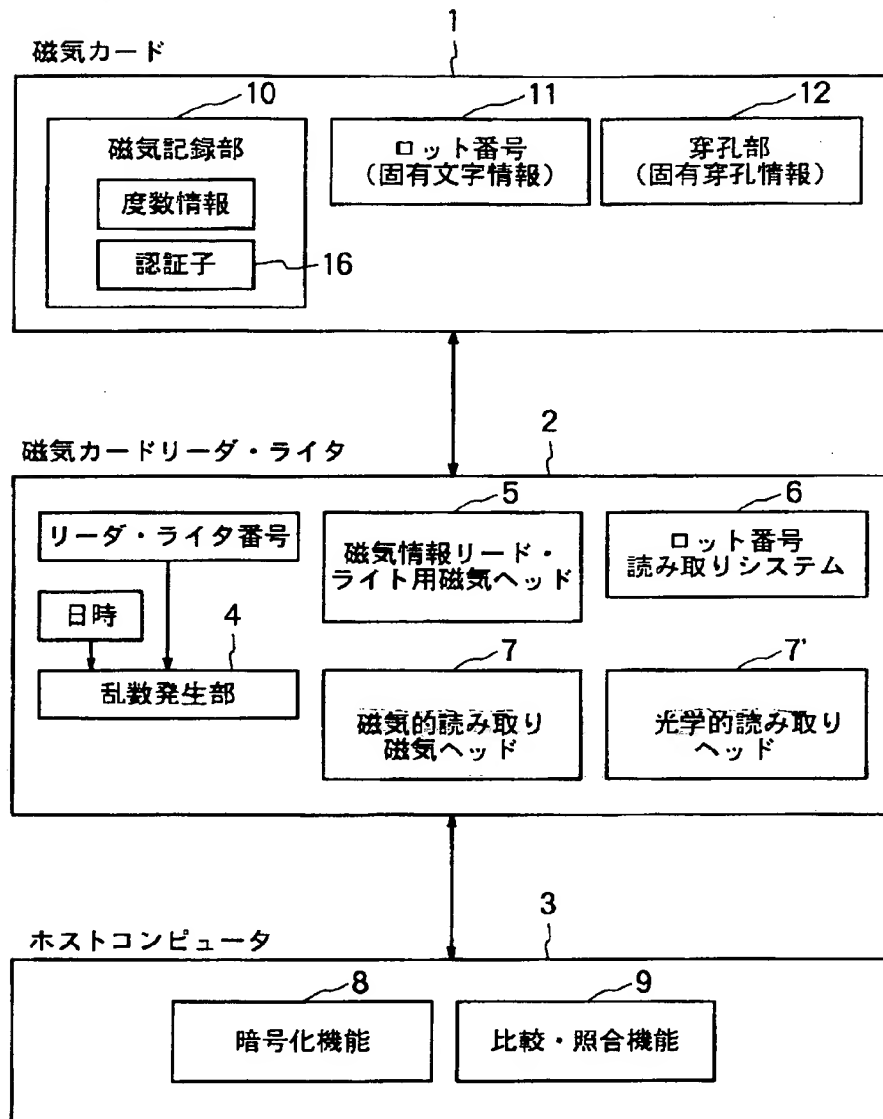 1
磁気カード
10
11
12
磁気記録部
ロット番号
(固有文字情報)
穿孔部
(固有穿孔情報)
度数情報
認証子
16
磁気カードリーダ・ライタ
2
5
6
リーダ・ライタ番号
磁気情報リード・
ライト用磁気ヘッド
ロット番号
読み取りシステム
日時
4
乱数発生部
7
7'
磁気的読み取り
磁気ヘッド
光学的読み取り
ヘッド
ホストコンピュータ
3
8
9
暗号化機能
比較・照合機能